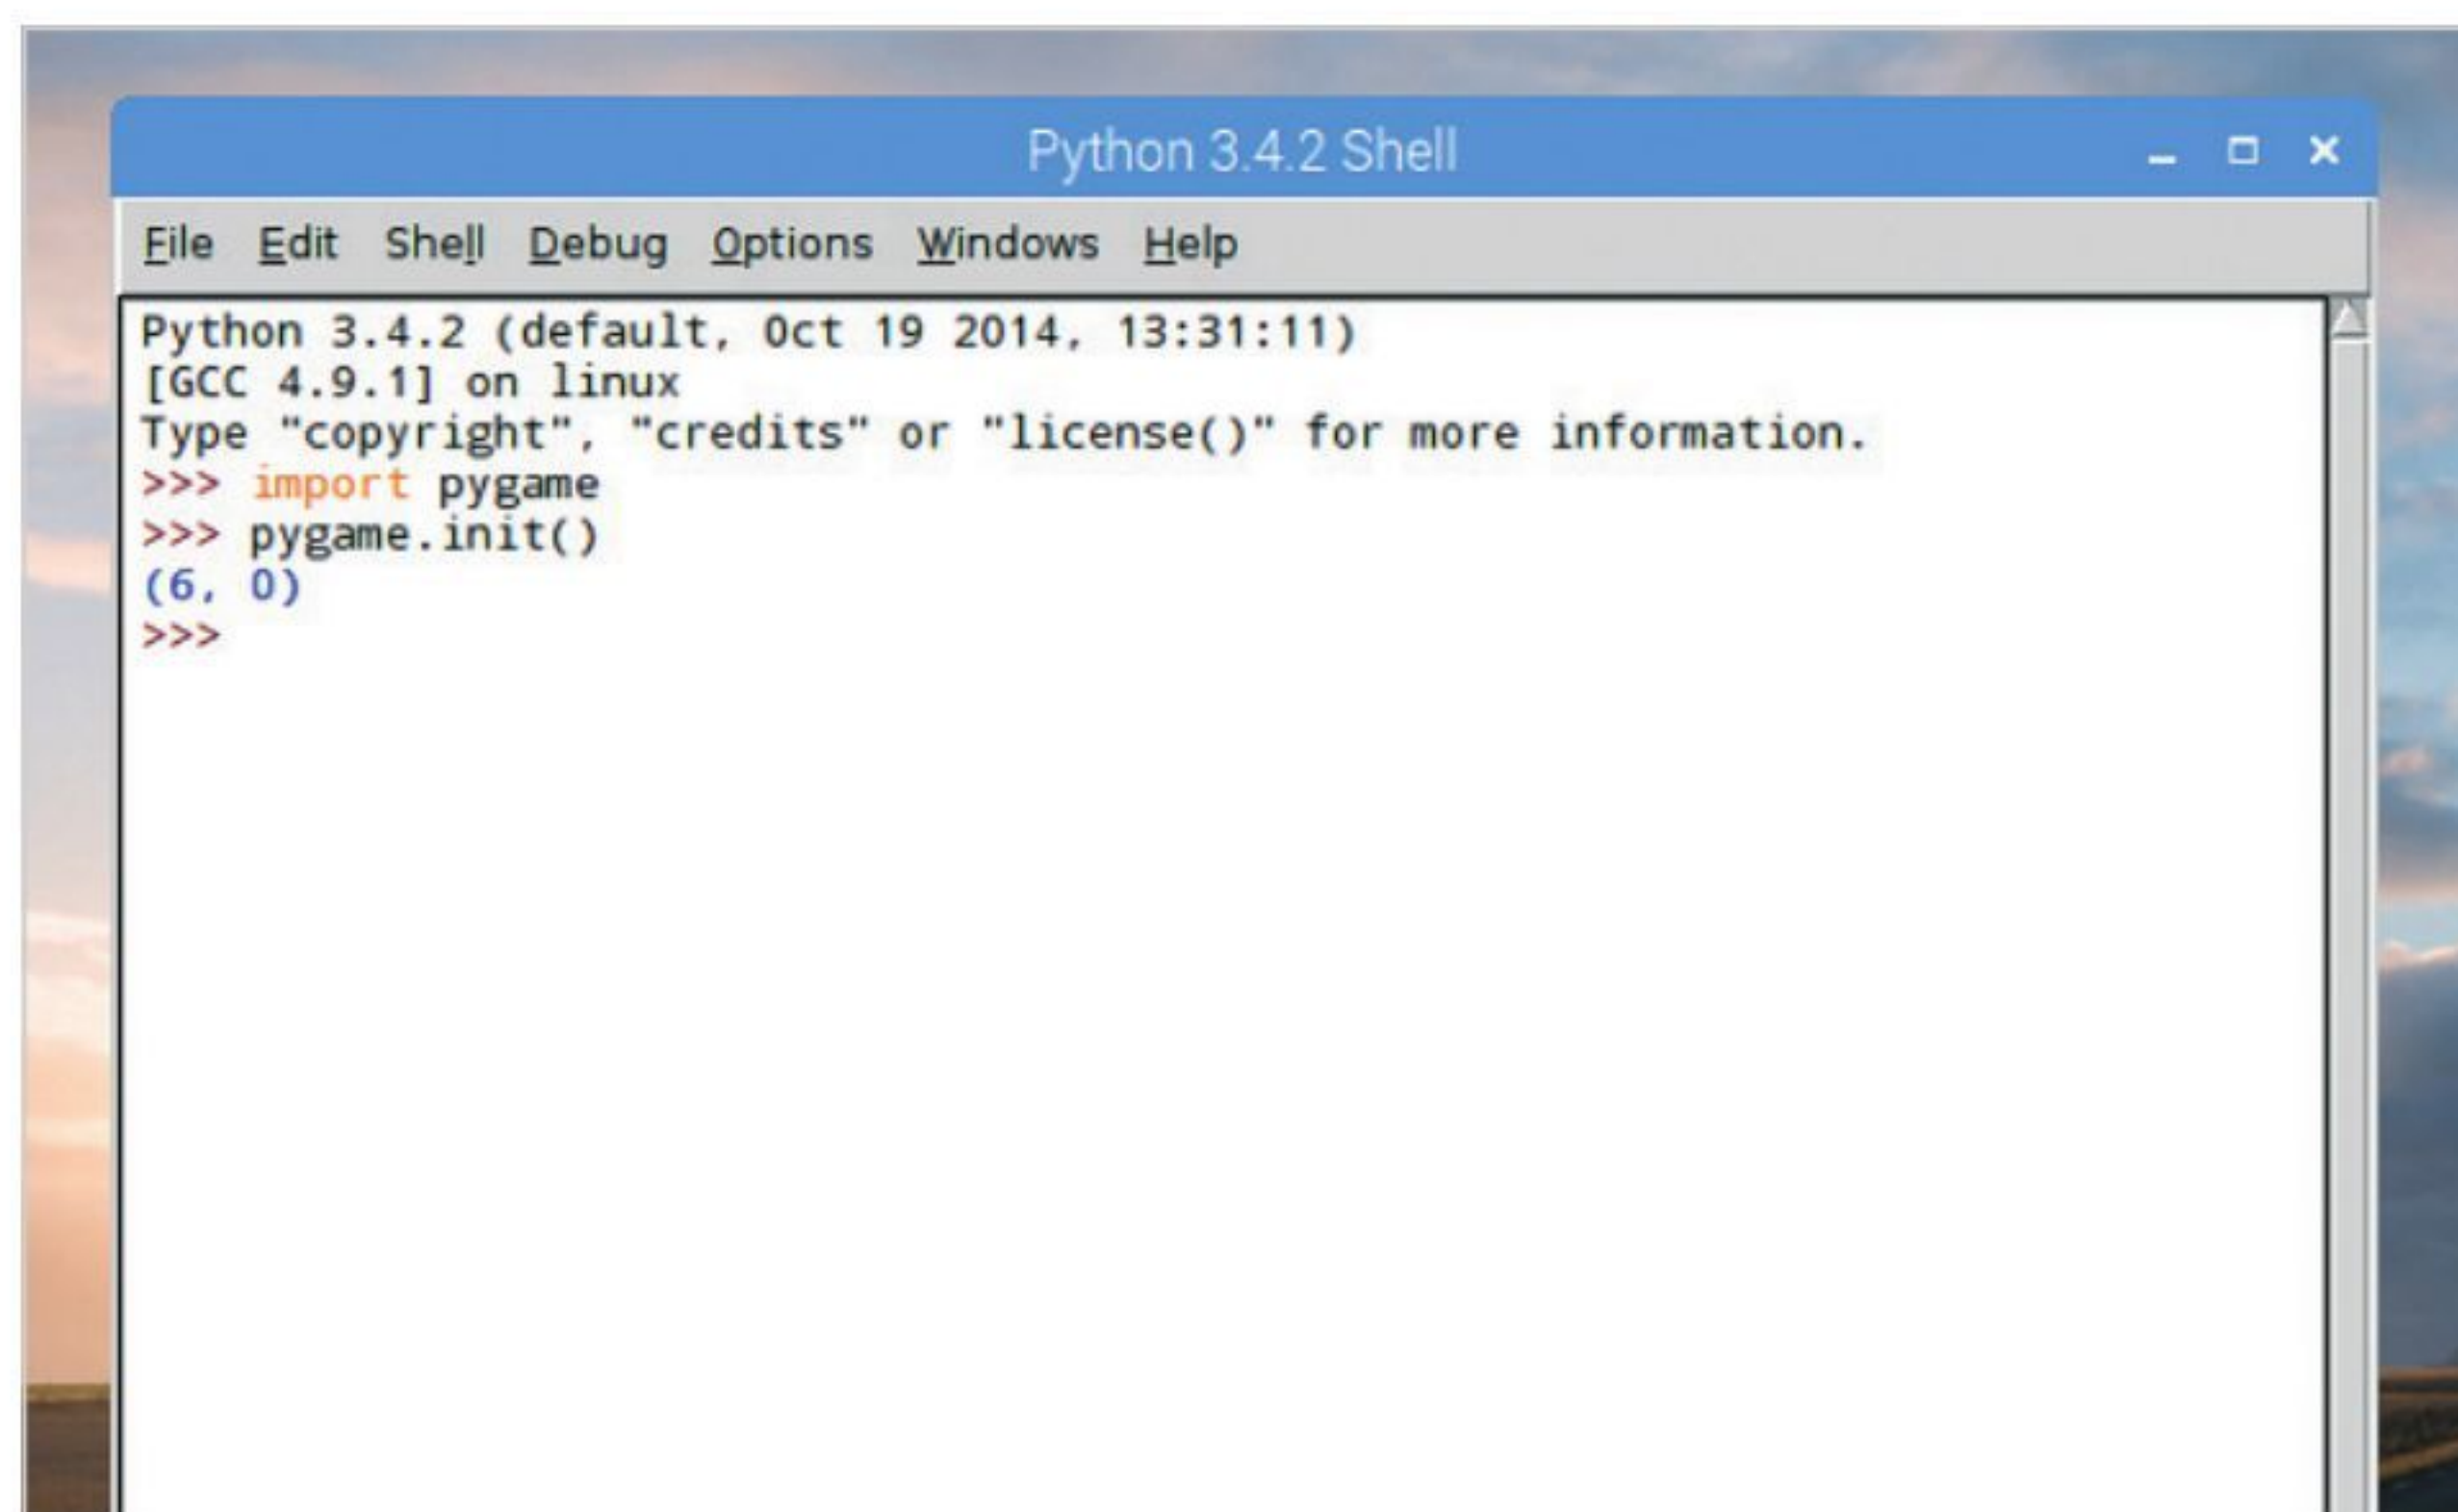 Python 3.4.2 Shell
File Edit Shell Debug Options Windows Help
Python 3.4.2 (default, Oct 19 2014, 13:31:11)
[GCC 4.9.1] on linux
Type "copyright", "credits" or "license()" for more information.
>>> import pygame
>>> pygame.init()
(6, 0)
>>>